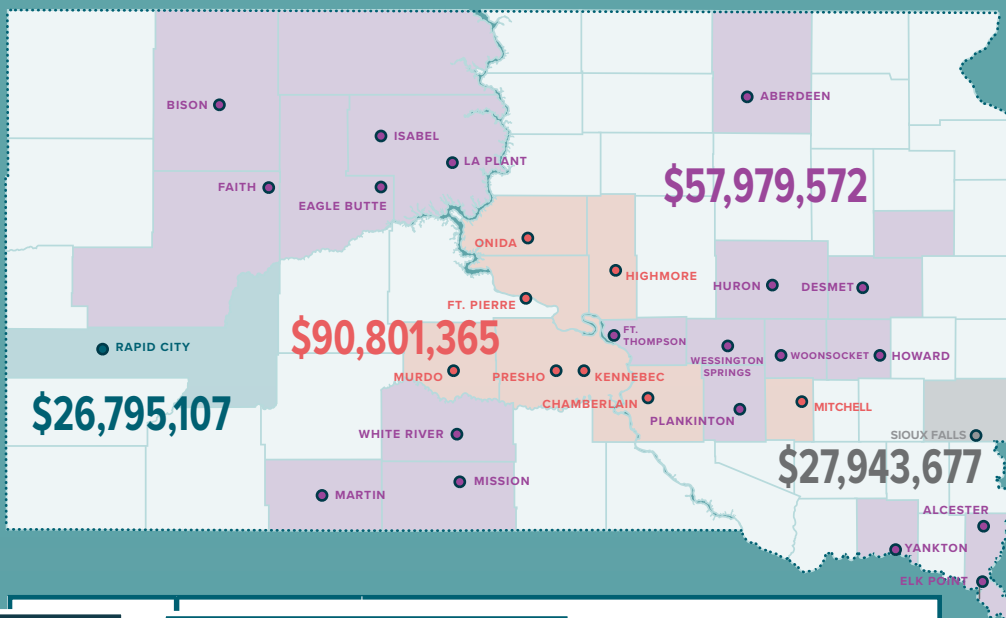 ABERDEEN
BISON
ISABEL
LA PLANT
FAITH
EAGLE BUTTE
$57,979,572
ONIDA
HIGHMORE
HURON
DESMET
FT. PIERRE
$90,801,365
FT.
THOMPSON
RAPID CITY
WESSINGTON
SPRINGS
WOONSOCKET
HOWARD
MURDO
PRESHO
KENNEBEC
$26,795,107
CHAMBERLAIN
MITCHELL
PLANKINTON
WHITE RIVER
SIOUX FALLS
$27,943,677
MARTIN
MISSION
ALCESTER
YANKTON
ELK POINT